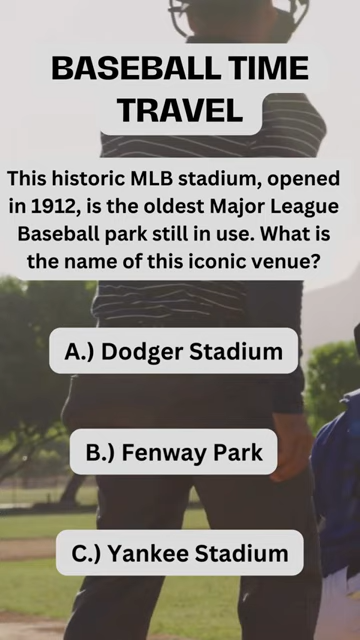 BASEBALL TIME
TRAVEL
This historic MLB stadium, opened
in 1912, is the oldest Major League
Baseball park still in use. What is
the name of this iconic venue?
A.) Dodger Stadium
B.) Fenway Park
C.) Yankee Stadium